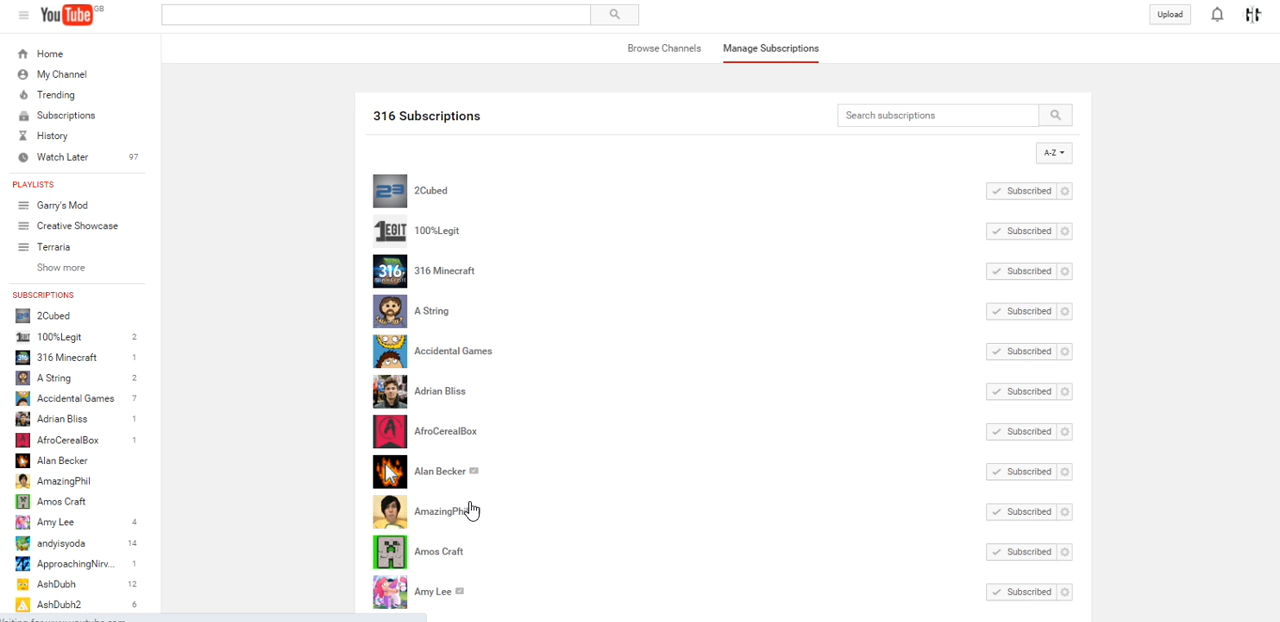 YouTube GB
Upload
Home
My Channel
Trending
Subscriptions
History
Watch Later 97
PLAYLISTS
Garry's Mod
Creative Showcase
Terraria
Show more
SUBSCRIPTIONS
2Cubed
100%Legit 2
316 Minecraft 1
A String 2
Accidental Games 7
Adrian Bliss 1
AfroCerealBox 1
Alan Becker
AmazingPhil
Amos Craft
Amy Lee 4
andyisyoda 14
ApproachingNirv... 1
AshDubh 12
AshDubh2 6
Browse Channels Manage Subscriptions
316 Subscriptions Search subscriptions
A-Z
2Cubed Subscribed
100%Legit Subscribed
316 Minecraft Subscribed
A String Subscribed
Accidental Games Subscribed
Adrian Bliss Subscribed
AfroCerealBox Subscribed
Alan Becker Subscribed
AmazingPh Subscribed
Amos Craft Subscribed
Amy Lee Subscribed